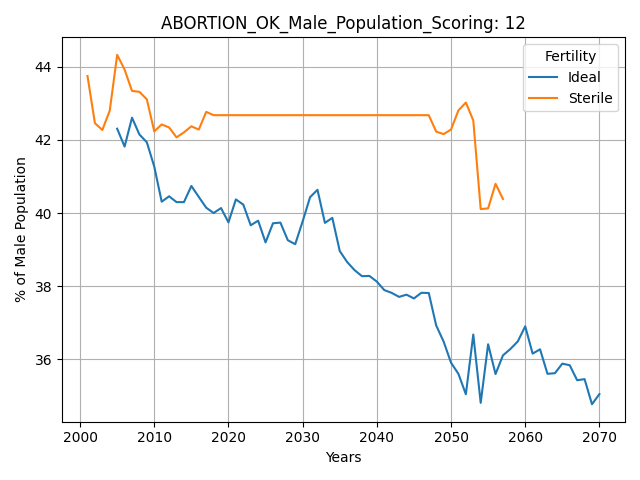 ABORTION_OK_Male_Population_Scoring: 12
Fertility
Ideal
Sterile
% of Male Population
44
42
40
38
36
2000 2010 2020 2030 2040 2050 2060 2070
Years